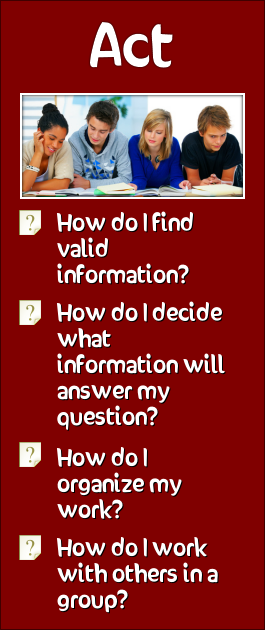 Act
? How do I find
valid
information?
? How do I decide
what
information will
answer my
question?
? How do I
organize my
work?
? How do I work
with others in a
group?